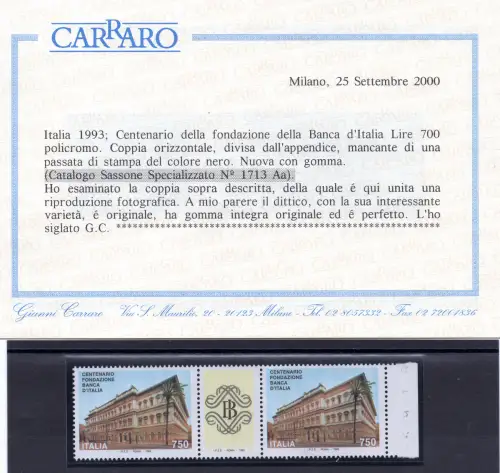 CARRARO
Milano, 25 Settembre 2000
Italia 1993; Centenario della fondazione della Banca d'Italia Lire 700
policromo. Coppia orizzontale, divisa dall'appendice, mancante di una
passata di stampa del colore nero. Nuova con gomma.
(Catalogo Sassone Specializzato Nº 1713 Aa).
Ho esaminato la coppia sopra descritta, della quale é qui unita una
riproduzione fotografica. A mio parere il dittico, con la sua interessante
varietà, é originale, ha gomma integra originale ed é perfetto. L'ho
siglato G.C. ****************************************************
Gianni Carraro Via S. Maurilio, 20 - 20123 Milano - Tel. 02 8057332 - Fax 02 72001836
CENTENARIO
FONDAZIONE
BANCA
D'ITALIA
ITALIA 750
BI
CENTENARIO
FONDAZIONE
BANCA
D'ITALIA
ITALIA 750